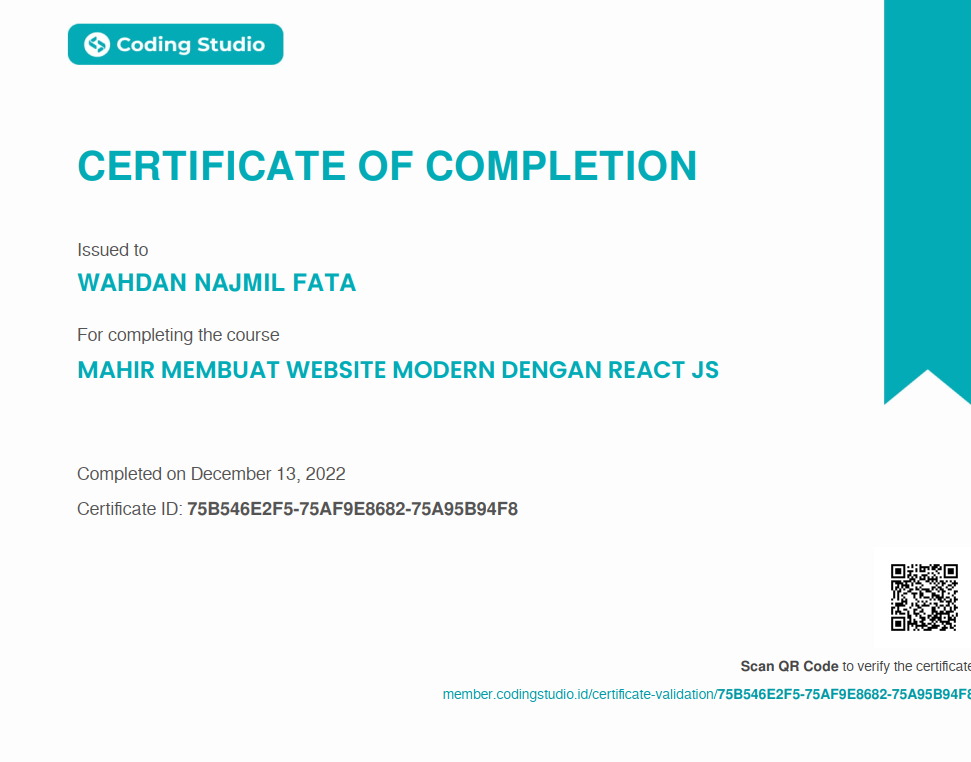 Coding Studio
CERTIFICATE OF COMPLETION
Issued to
WAHDAN NAJMIL FATA
For completing the course
MAHIR MEMBUAT WEBSITE MODERN DENGAN REACT JS
Completed on December 13, 2022
Certificate ID: 75B546E2F5-75AF9E8682-75A95B94F8
Scan QR Code to verify the certificate
member.codingstudio.id/certificate-validation/75B546E2F5-75AF9E8682-75A95B94F8